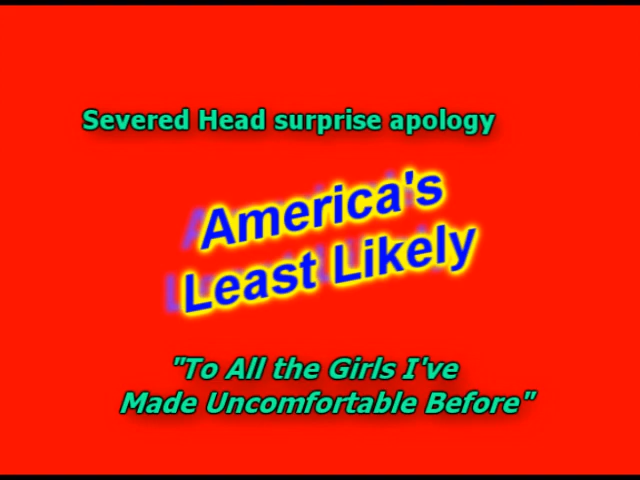 Severed Head surprise apology
America's
Least Likely
"To All the Girls I've
Made Uncomfortable Before"